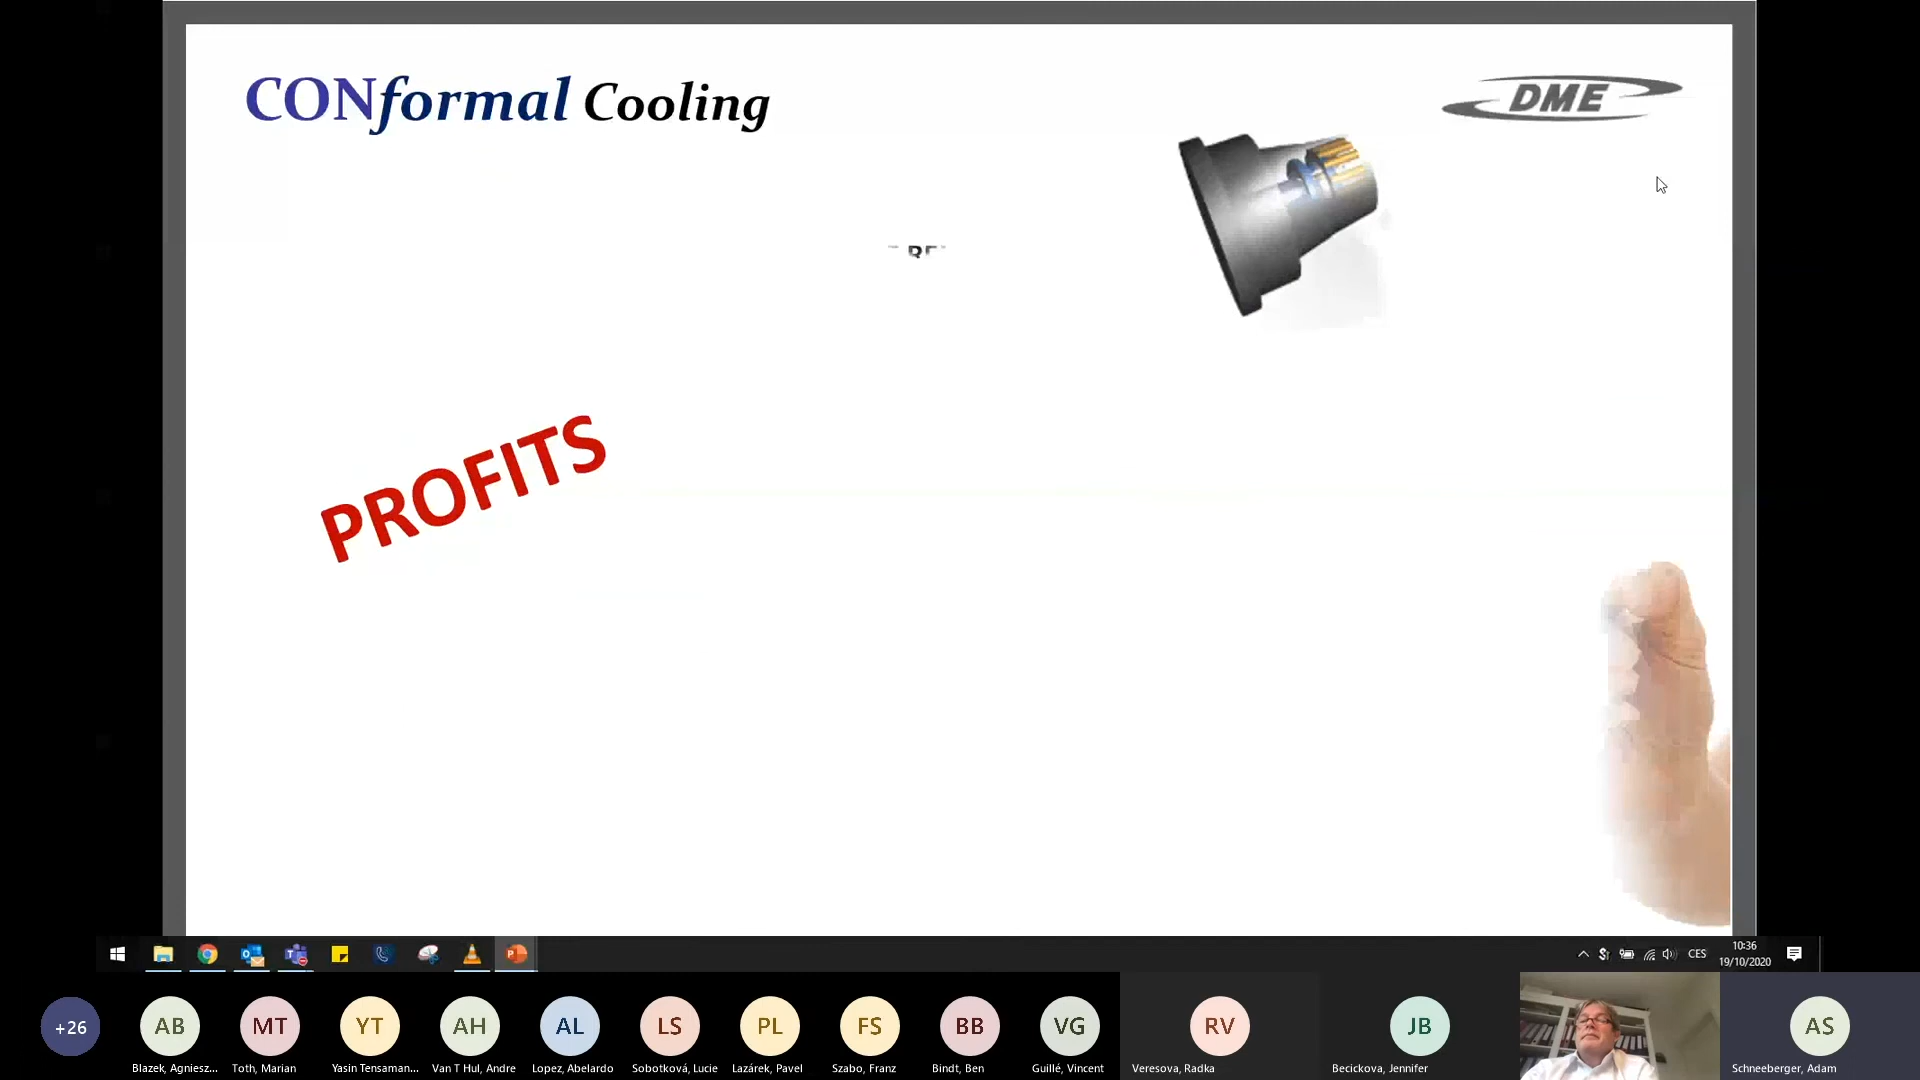 CONformal Cooling
DME
PROFITS
CES
10:36
19/10/2020
+26
AB
MT
YT
AH
AL
LS
PL
FS
BB
VG
RV
JB
AS
Blazek, Agniesz...
Toth, Marian
Yasin Tensaman...
Van T Hul, Andre
Lopez, Abelardo
Sobotková, Lucie
Lazárek, Pavel
Szabo, Franz
Bindt, Ben
Guillé, Vincent
Veresova, Radka
Becickova, Jennifer
Schneeberger, Adam